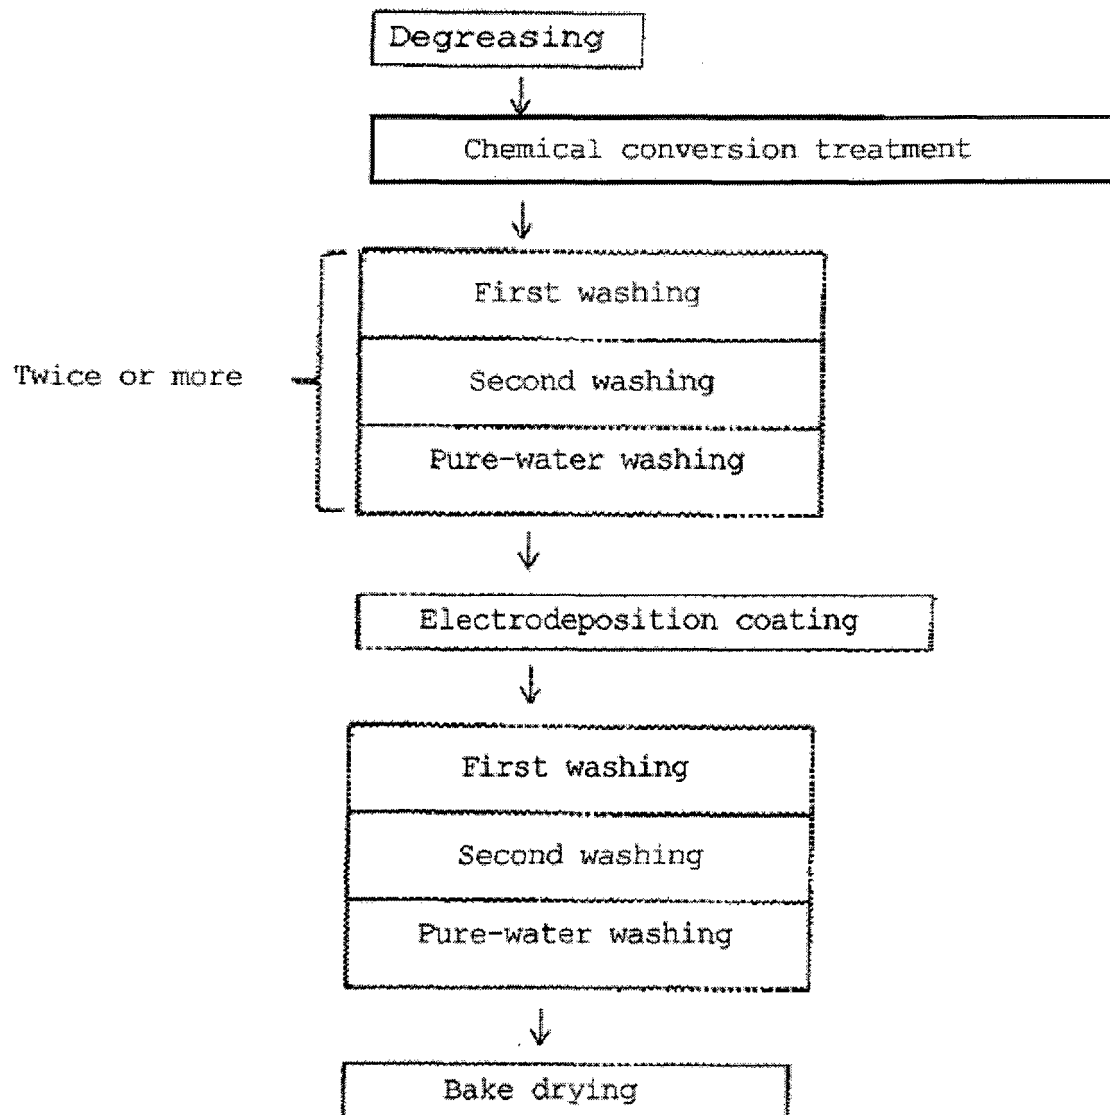 Degreasing
Chemical conversion treatment
First washing
Twice or more
Second washing
Pure-water washing
Electrodeposition coating
First washing
Second washing
Pure-water washing
Bake drying